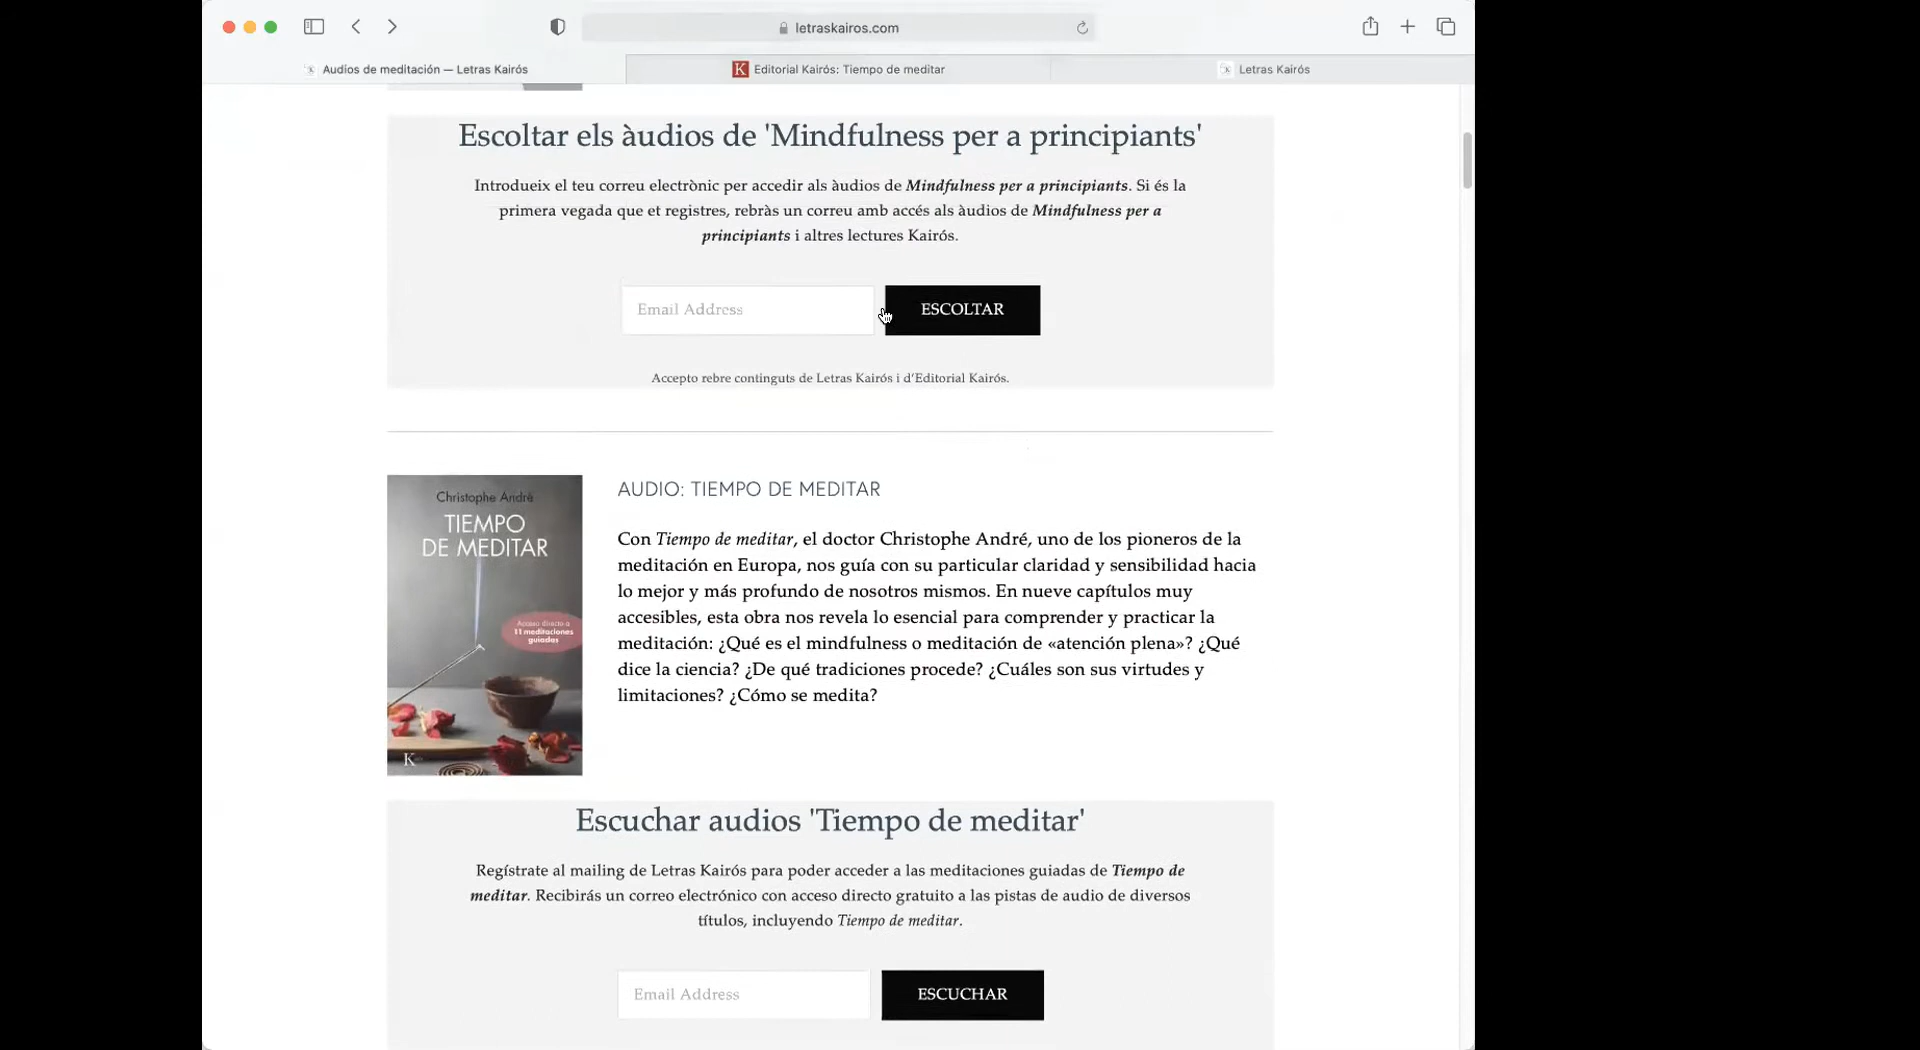 letraskairos.com
Audios de meditación — Letras Kairós
Editorial Kairós: Tiempo de meditar
Letras Kairós
Escoltar els àudios de 'Mindfulness per a principiants'
Introdueix el teu correu electrònic per accedir als àudios de Mindfulness per a principiants. Si és la
primera vegada que et registres, rebràs un correu amb accés als àudios de Mindfulness per a
principiants i altres lectures Kairós.
Email Address
ESCOLTAR
Accepto rebre continguts de Letras Kairós i d'Editorial Kairós.
Christophe André
TIEMPO
DE MEDITAR
Acceso directo a
11 meditaciones
guiadas
K
AUDIO: TIEMPO DE MEDITAR
Con Tiempo de meditar, el doctor Christophe André, uno de los pioneros de la
meditación en Europa, nos guía con su particular claridad y sensibilidad hacia
lo mejor y más profundo de nosotros mismos. En nueve capítulos muy
accesibles, esta obra nos revela lo esencial para comprender y practicar la
meditación: ¿Qué es el mindfulness o meditación de «atención plena»? ¿Qué
dice la ciencia? ¿De qué tradiciones procede? ¿Cuáles son sus virtudes y
limitaciones? ¿Cómo se medita?
Escuchar audios 'Tiempo de meditar'
Regístrate al mailing de Letras Kairós para poder acceder a las meditaciones guiadas de Tiempo de
meditar. Recibirás un correo electrónico con acceso directo gratuito a las pistas de audio de diversos
títulos, incluyendo Tiempo de meditar.
Email Address
ESCUCHAR